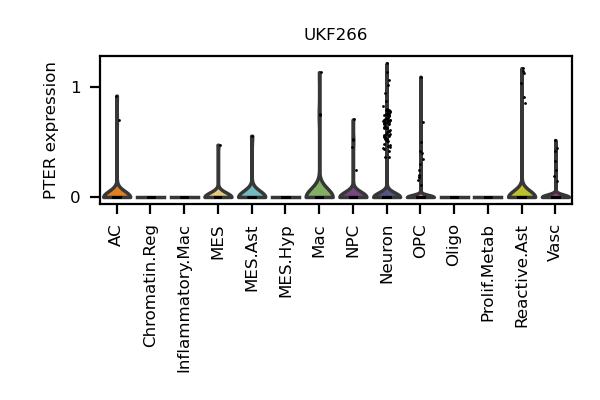 UKF266
PTER expression
1
0
AC
Chromatin.Reg
Inflammatory.Mac
MES
MES.Ast
MES.Hyp
Mac
NPC
Neuron
OPC
Oligo
Prolif.Metab
Reactive.Ast
Vasc